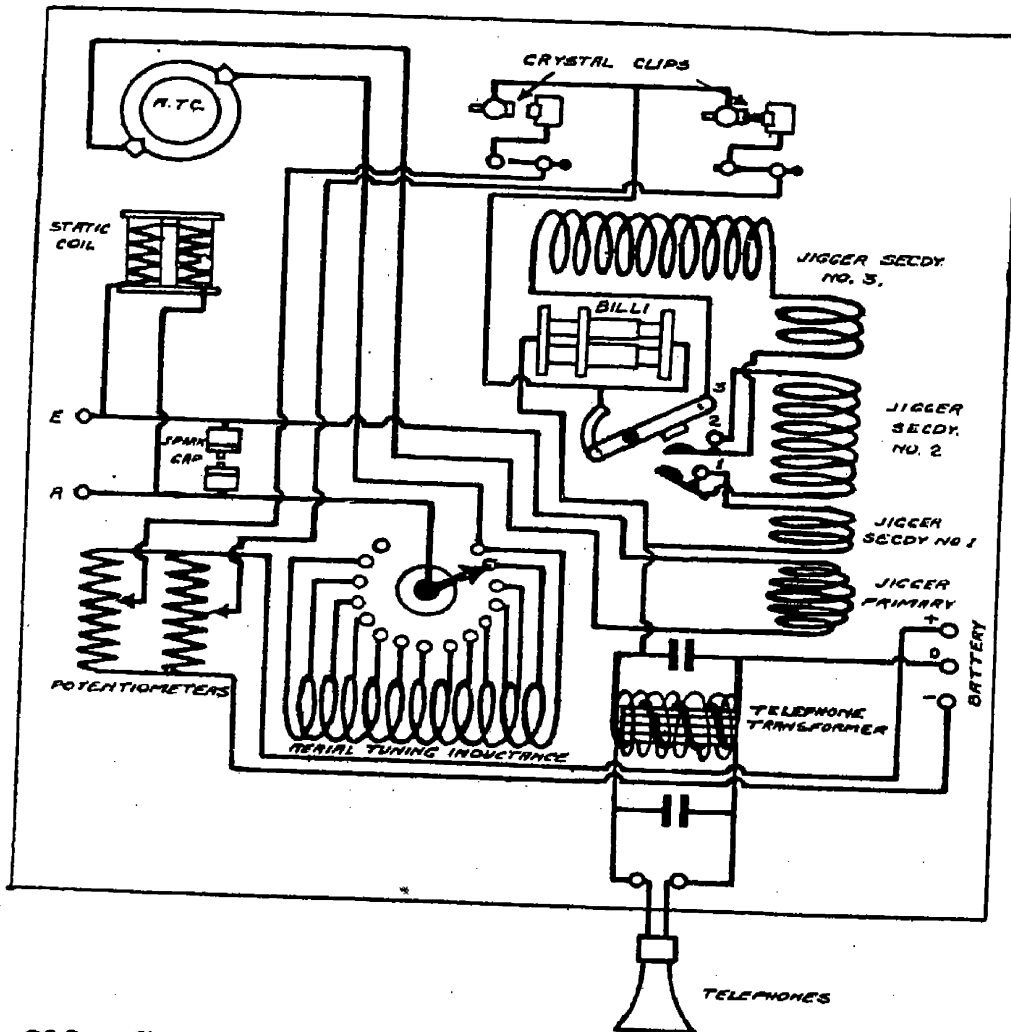 CRYSTAL CLIPS
A.T.C.
STATIC
COIL
JIGGER SECDY.
NO. 3.
BILLI
3
E
2
JIGGER
SECDY.
NO. 2
SPARK
GAP
1
A
JIGGER
SECDY NO 1
JIGGER
PRIMARY
+
O
-
BATTERY
POTENTIOMETERS
TELEPHONE
TRANSFORMER
AERIAL TUNING INDUCTANCE
TELEPHONES